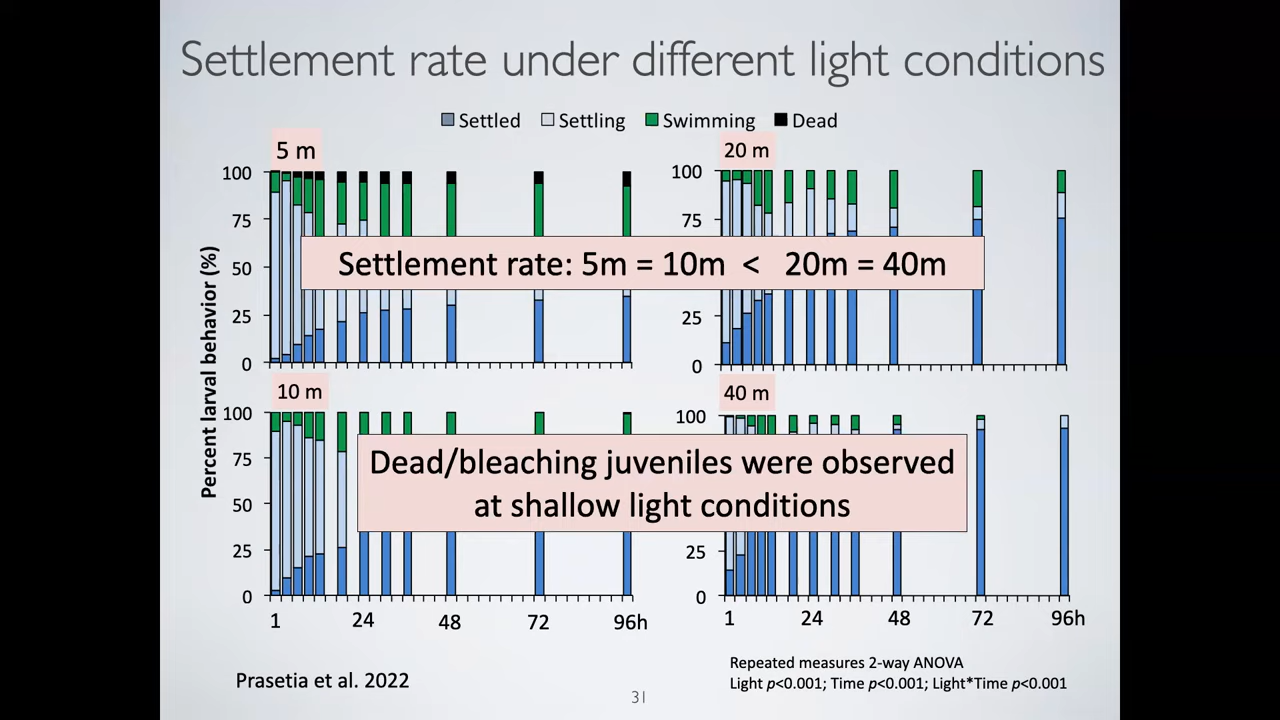 Settlement rate under different light conditions
Settled Settling Swimming Dead
5 m
100
75
50
25
0
20 m
100
75
25
0
Settlement rate: 5m = 10m < 20m = 40m
Percent larval behavior (%)
10 m
100
75
50
25
0
1 24 48 72 96h
40 m
100
25
0
1 24 48 72 96h
Dead/bleaching juveniles were observed
at shallow light conditions
Prasetia et al. 2022
Repeated measures 2-way ANOVA
Light p<0.001; Time p<0.001; Light*Time p<0.001
31